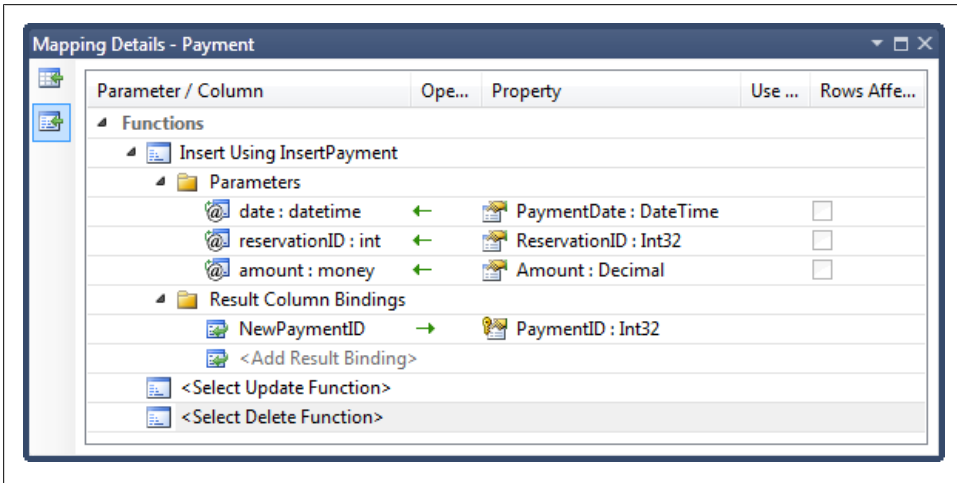 Mapping Details - Payment
Parameter / Column Ope... Property Use ... Rows Affe...
Functions
Insert Using InsertPayment
Parameters
date : datetime ← PaymentDate : DateTime
reservationID : int ← ReservationID : Int32
amount : money ← Amount : Decimal
Result Column Bindings
NewPaymentID → PaymentID : Int32
<Add Result Binding>
<Select Update Function>
<Select Delete Function>